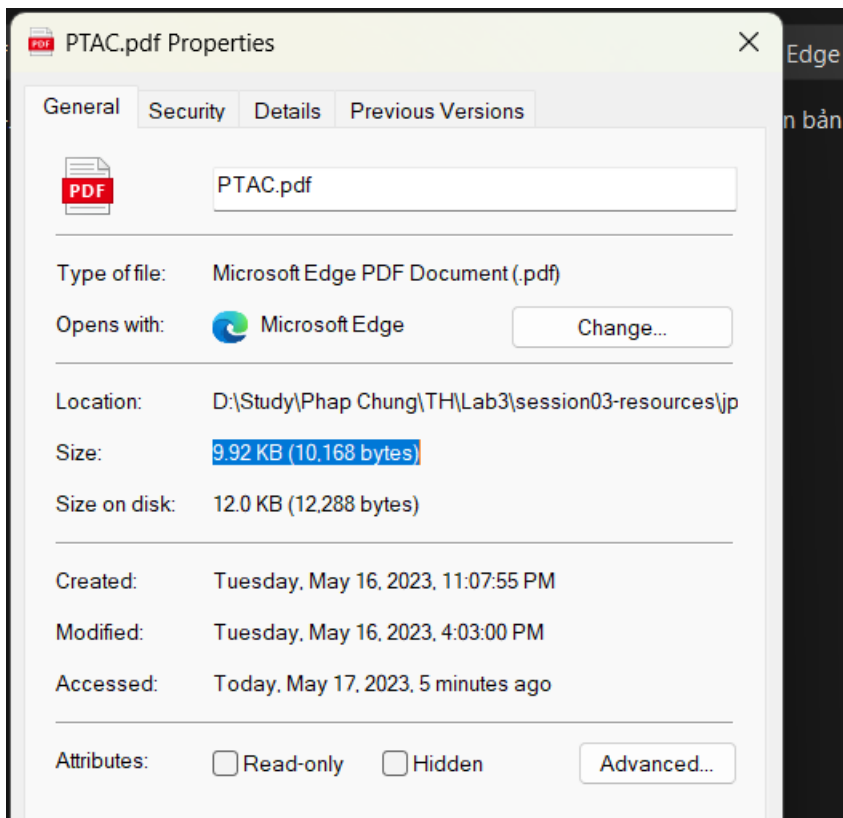 PDF PTAC.pdf Properties
Edge
General Security Details Previous Versions
n bản
PDF PTAC.pdf
Type of file: Microsoft Edge PDF Document (.pdf)
Opens with: Microsoft Edge Change...
Location: D:\Study\Phap Chung\TH\Lab3\session03-resources\jp
Size: 9.92 KB (10,168 bytes)
Size on disk: 12.0 KB (12,288 bytes)
Created: Tuesday, May 16, 2023, 11:07:55 PM
Modified: Tuesday, May 16, 2023, 4:03:00 PM
Accessed: Today, May 17, 2023, 5 minutes ago
Attributes: Read-only Hidden Advanced...